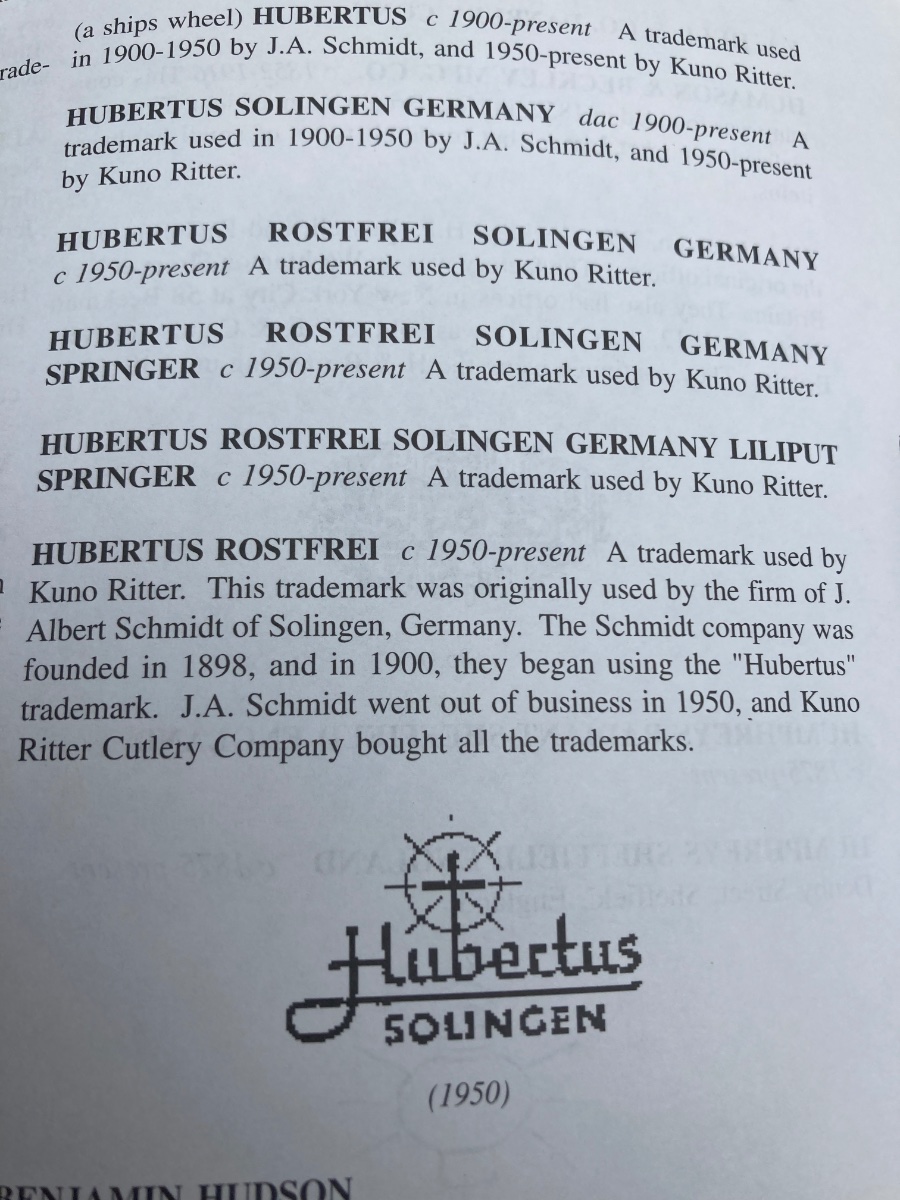 (a ships wheel) HUBERTUS c 1900-present A trademark used
in 1900-1950 by J.A. Schmidt, and 1950-present by Kuno Ritter.
rade-
HUBERTUS SOLINGEN GERMANY dac 1900-present A
trademark used in 1900-1950 by J.A. Schmidt, and 1950-present
by Kuno Ritter.
HUBERTUS ROSTFREI SOLINGEN GERMANY
c 1950-present A trademark used by Kuno Ritter.
HUBERTUS ROSTFREI SOLINGEN GERMANY
SPRINGER c 1950-present A trademark used by Kuno Ritter.
HUBERTUS ROSTFREI SOLINGEN GERMANY LILIPUT
SPRINGER c 1950-present A trademark used by Kuno Ritter.
HUBERTUS ROSTFREI c 1950-present A trademark used by
Kuno Ritter. This trademark was originally used by the firm of J.
Albert Schmidt of Solingen, Germany. The Schmidt company was
founded in 1898, and in 1900, they began using the "Hubertus"
trademark. J.A. Schmidt went out of business in 1950, and Kuno
Ritter Cutlery Company bought all the trademarks.
Hubertus
SOLINGEN
(1950)
BENJAMIN HUDSON